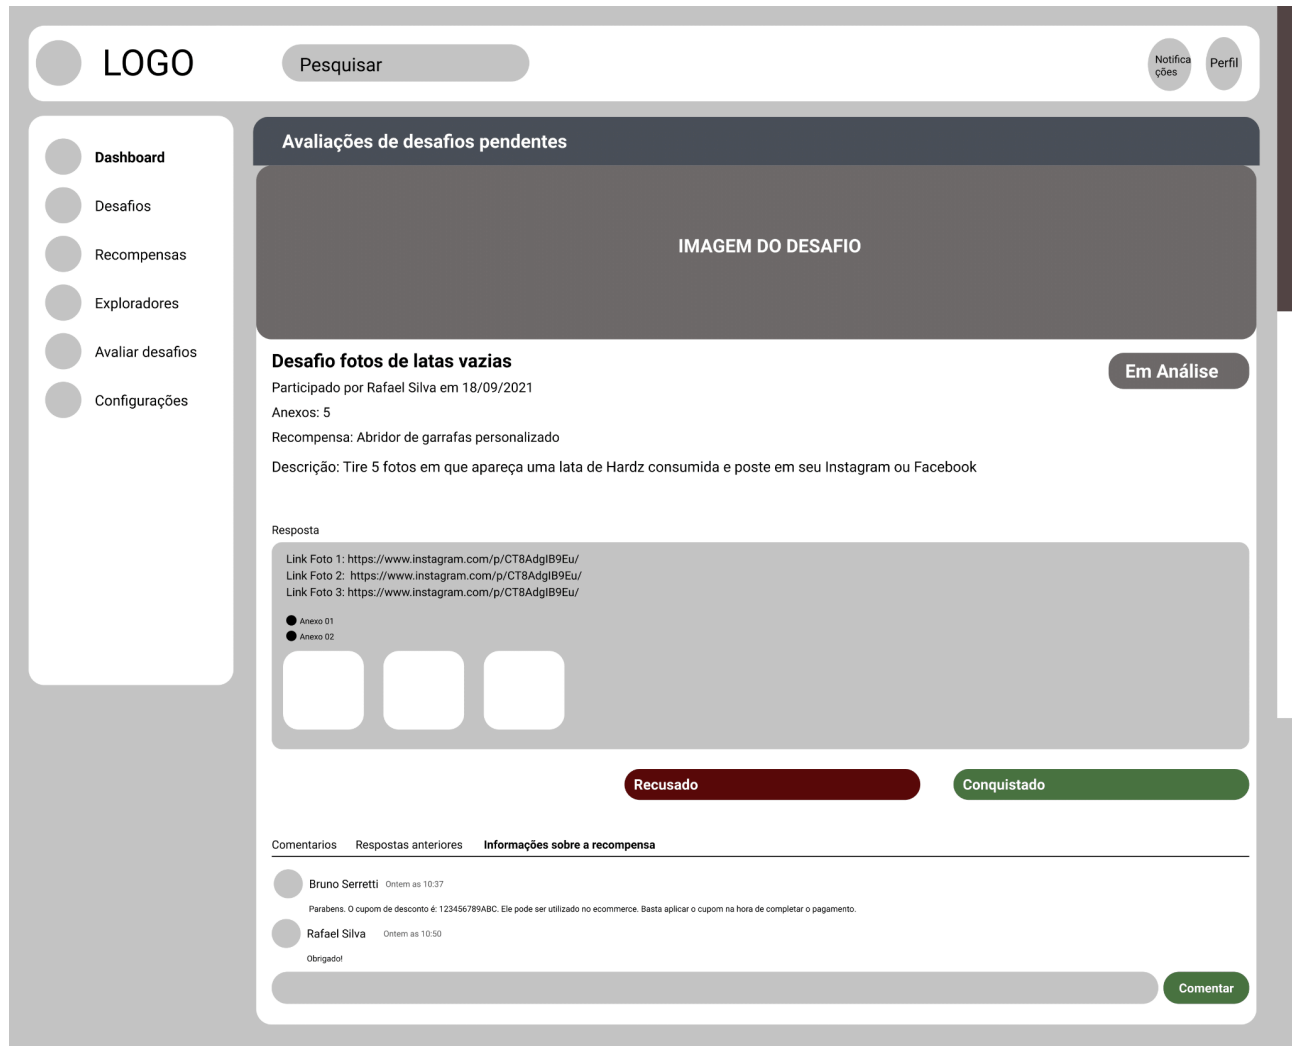 LOGO
Pesquisar
Notifica
ções
Perfil
Dashboard
Desafios
Recompensas
Exploradores
Avaliar desafios
Configurações
Avaliações de desafios pendentes
IMAGEM DO DESAFIO
Desafio fotos de latas vazias
Em Análise
Participado por Rafael Silva em 18/09/2021
Anexos: 5
Recompensa: Abridor de garrafas personalizado
Descrição: Tire 5 fotos em que apareça uma lata de Hardz consumida e poste em seu Instagram ou Facebook
Resposta
Link Foto 1: https://www.instagram.com/p/CT8AdgIB9Eu/
Link Foto 2: https://www.instagram.com/p/CT8AdgIB9Eu/
Link Foto 3: https://www.instagram.com/p/CT8AdgIB9Eu/
Anexo 01
Anexo 02
Recusado
Conquistado
Comentarios Respostas anteriores Informações sobre a recompensa
Bruno Serretti Ontem as 10:37
Parabens. O cupom de desconto é: 123456789ABC. Ele pode ser utilizado no ecommerce. Basta aplicar o cupom na hora de completar o pagamento.
Rafael Silva Ontem as 10:50
Obrigado!
Comentar